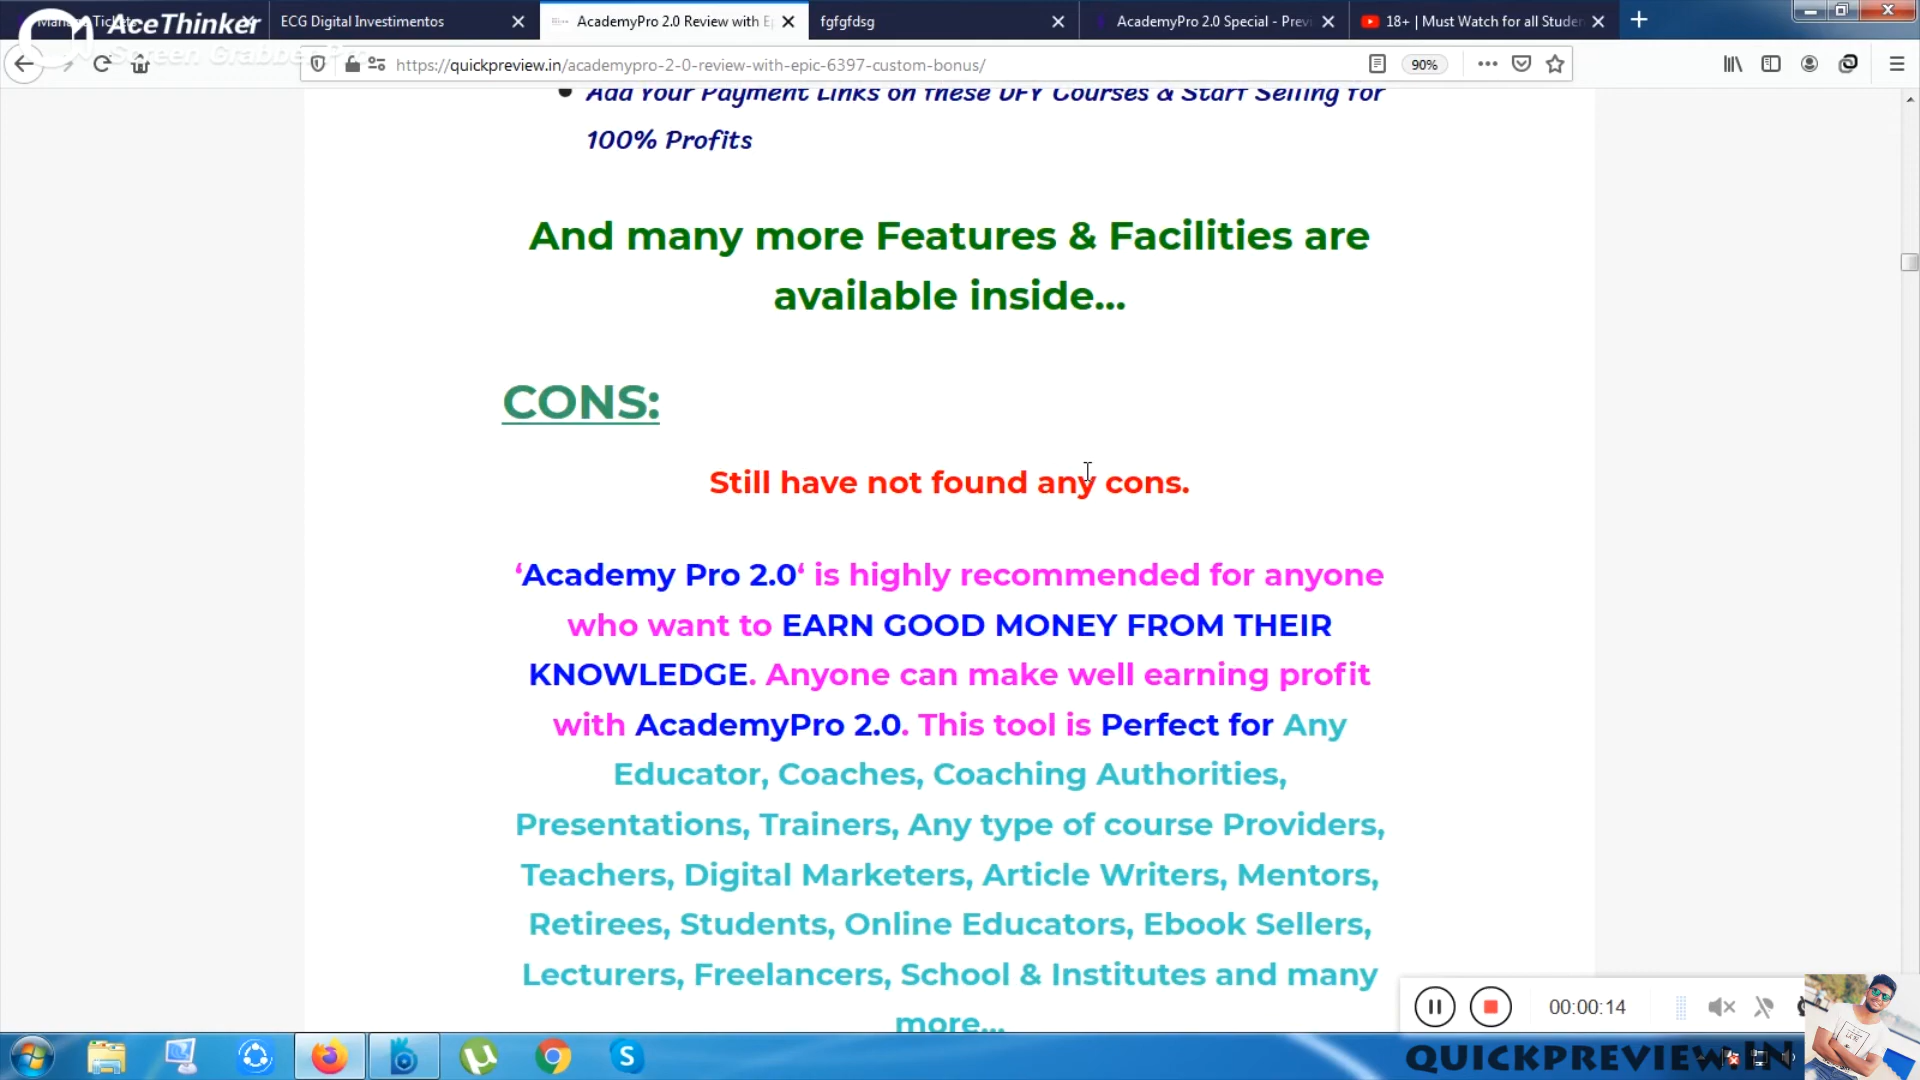 AceThinker
Screen Grabber Pro
ECG Digital Investimentos
AcademyPro 2.0 Review with Ep
fgfgfdsg
AcademyPro 2.0 Special - Previ
18+ | Must Watch for all Studen
https://quickpreview.in/academypro-2-0-review-with-epic-6397-custom-bonus/
90%
Add Your Payment Links on these DFY Courses & Start Selling for
100% Profits
And many more Features & Facilities are
available inside...
CONS:
Still have not found any cons.
‘Academy Pro 2.0‘ is highly recommended for anyone
who want to EARN GOOD MONEY FROM THEIR
KNOWLEDGE. Anyone can make well earning profit
with AcademyPro 2.0. This tool is Perfect for Any
Educator, Coaches, Coaching Authorities,
Presentations, Trainers, Any type of course Providers,
Teachers, Digital Marketers, Article Writers, Mentors,
Retirees, Students, Online Educators, Ebook Sellers,
Lecturers, Freelancers, School & Institutes and many
more...
00:00:14
QUICKPREVIEW.IN